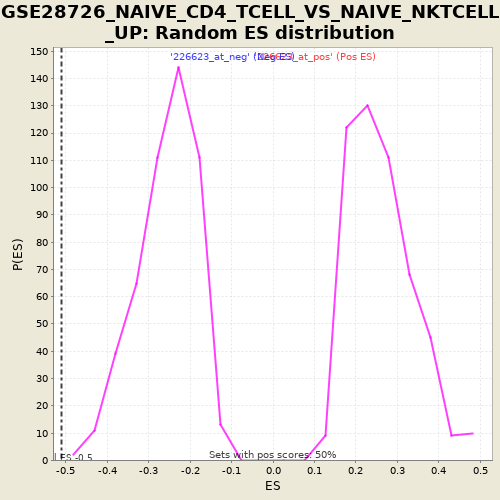 GSE28726_NAIVE_CD4_TCELL_VS_NAIVE_NKTCELL
_UP: Random ES distribution
'226623_at_neg' (Neg ES)
'226623_at_pos' (Pos ES)
P(ES)
150
140
130
120
110
100
90
80
70
60
50
40
30
20
10
0
ES -0.5
Sets with pos scores: 50%
-0.5 -0.4 -0.3 -0.2 -0.1 0.0 0.1 0.2 0.3 0.4 0.5
ES